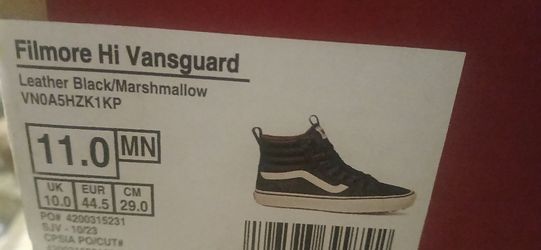 Filmore Hi Vansguard
Leather Black/Marshmallow
VN0A5HZK1KP
11.0 MN
UK EUR CM
10.0 44.5 29.0
PO# 4200315231
SJV - 10/23
CPSIA PO/CUT#